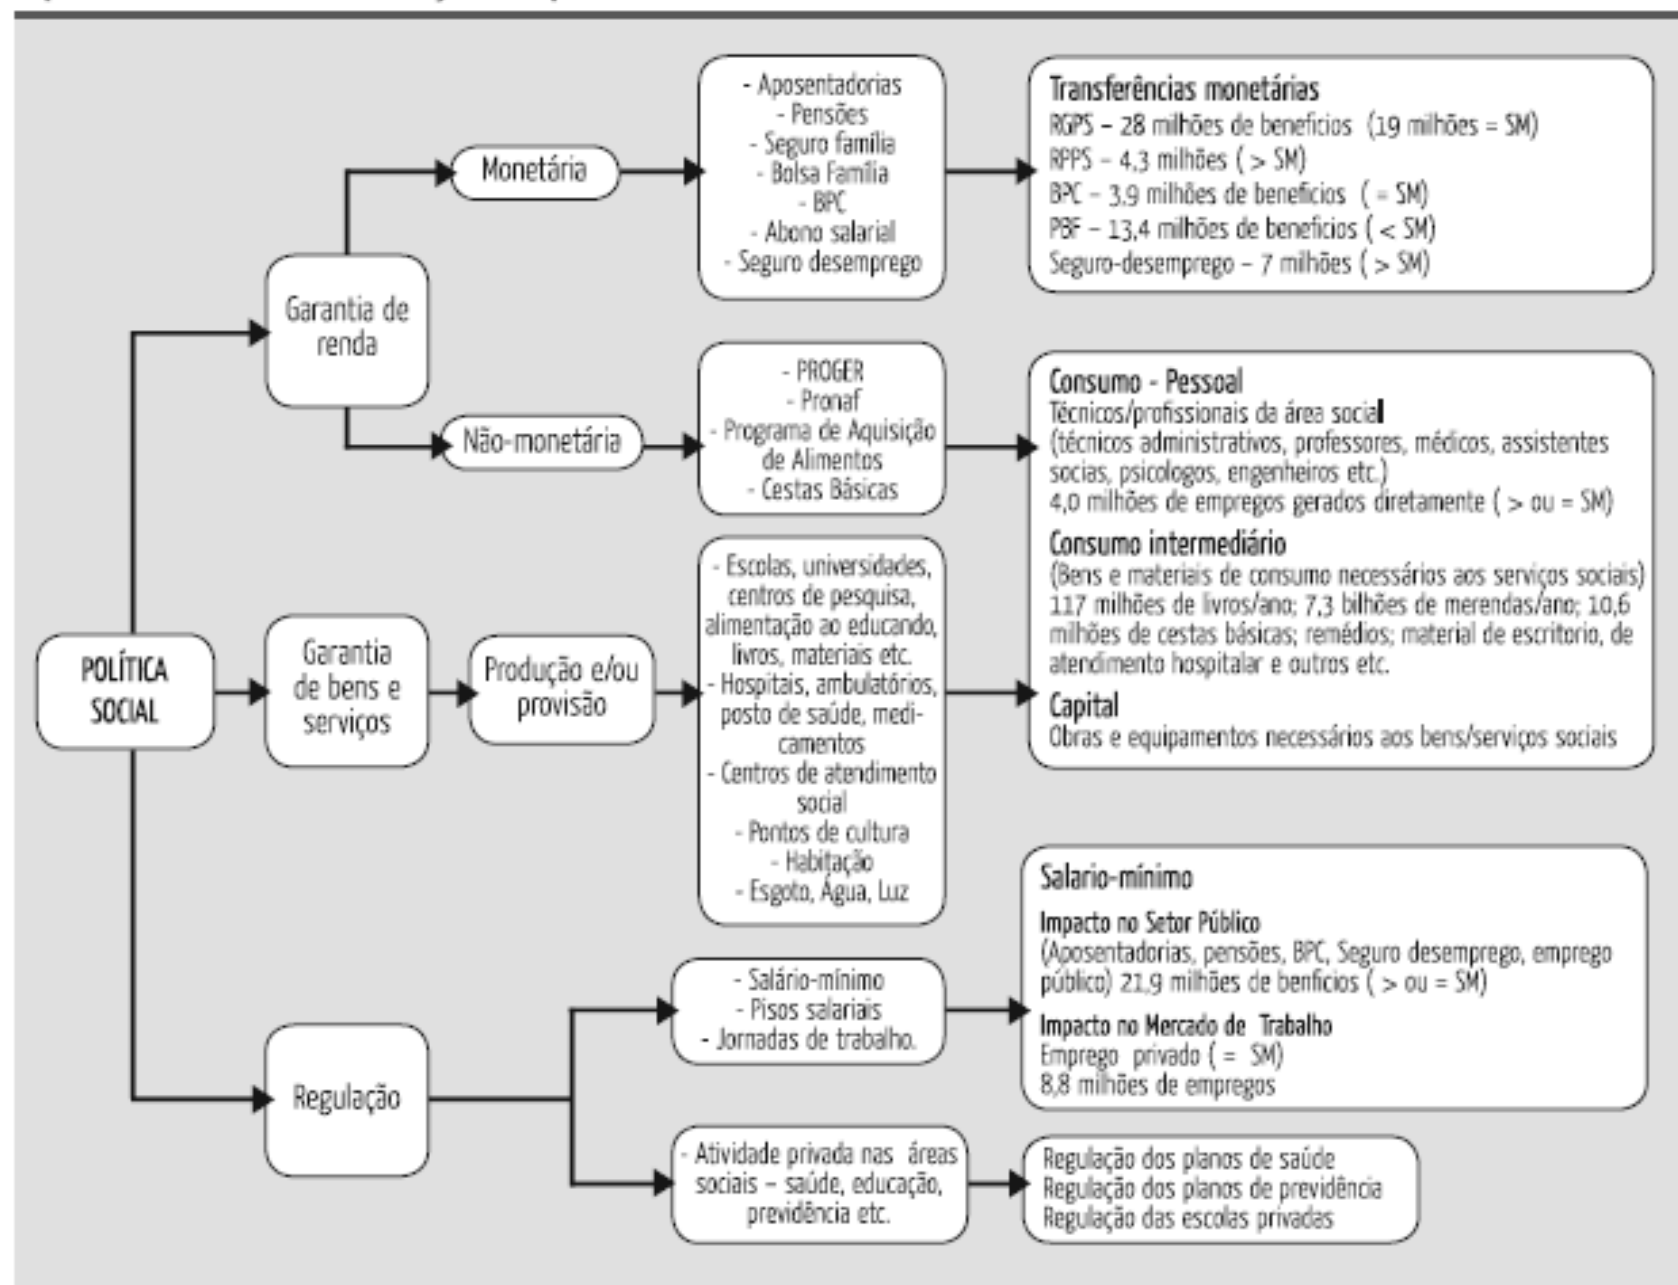 - Aposentadorias
- Pensões
- Seguro família
- Bolsa Família
- BPC
- Abono salarial
- Seguro desemprego
Transferências monetárias
RGPS – 28 milhões de benefícios (19 milhões = SM)
RPPS – 4,3 milhões ( > SM)
BPC – 3,9 milhões de benefícios ( = SM)
PBF – 13,4 milhões de benefícios ( < SM)
Seguro-desemprego – 7 milhões ( > SM)
Monetária
Garantia de
renda
Não-monetária
- PROGER
- Pronaf
- Programa de Aquisição
de Alimentos
- Cestas Básicas
Consumo - Pessoal
Técnicos/profissionais da área social
(técnicos administrativos, professores, médicos, assistentes
socias, psicologos, engenheiros etc.)
4,0 milhões de empregos gerados diretamente ( > ou = SM)
Consumo intermediário
(Bens e materiais de consumo necessários aos serviços sociais)
117 milhões de livros/ano; 7,3 bilhões de merendas/ano; 10,6
milhões de cestas básicas; remédios; material de escritorio, de
atendimento hospitalar e outros etc.
Capital
Obras e equipamentos necessários aos bens/serviços sociais
POLÍTICA
SOCIAL
Garantia
de bens e
serviços
Produção e/ou
provisão
- Escolas, universidades,
centros de pesquisa,
alimentação ao educando,
livros, materiais etc.
- Hospitais, ambulatórios,
posto de saúde, medi-
camentos
- Centros de atendimento
social
- Pontos de cultura
- Habitação
- Esgoto, Água, Luz
Regulação
- Salário-mínimo
- Pisos salariais
- Jornadas de trabalho.
Salario-mínimo
Impacto no Setor Público
(Aposentadorias, pensões, BPC, Seguro desemprego, emprego
público) 21,9 milhões de benfícios ( > ou = SM)
Impacto no Mercado de Trabalho
Emprego privado ( = SM)
8,8 milhões de empregos
- Atividade privada nas áreas
sociais – saúde, educação,
previdência etc.
Regulação dos planos de saúde
Regulação dos planos de previdência
Regulação das escolas privadas